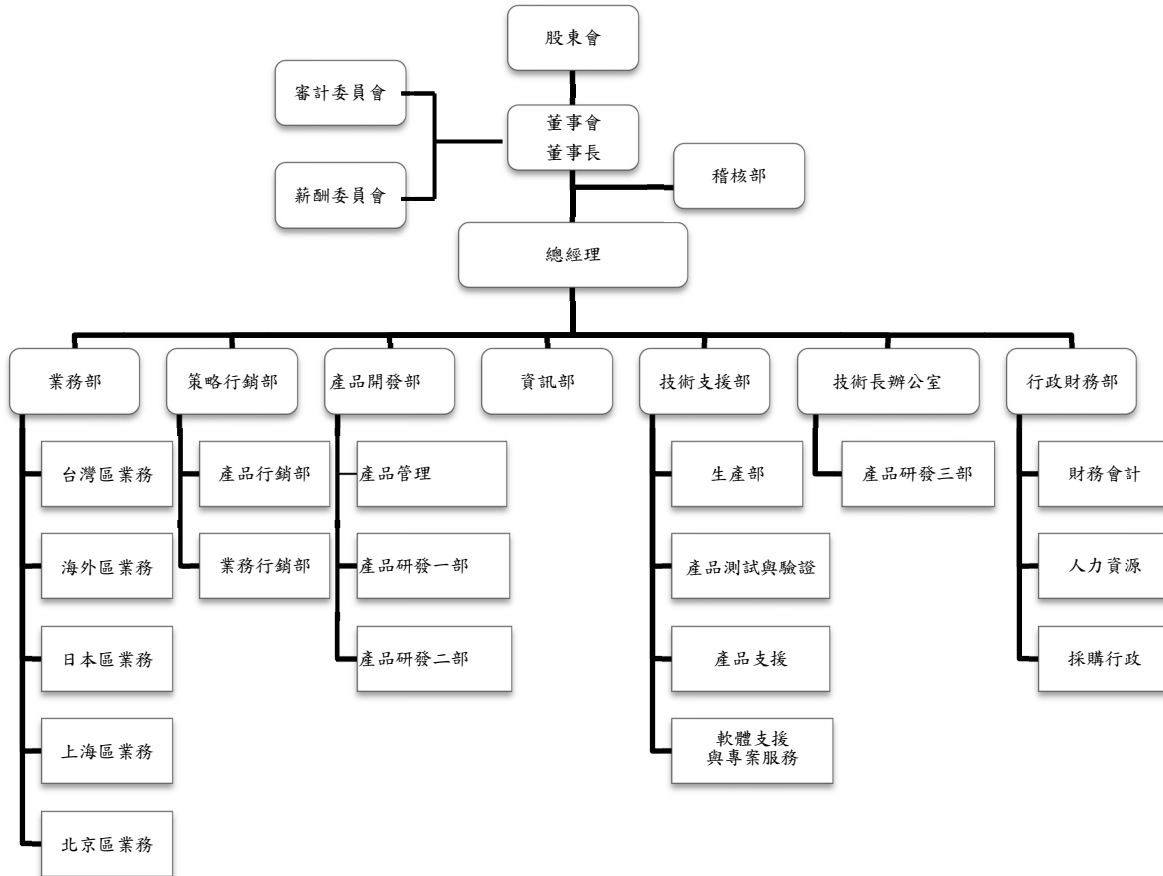 股東會
審計委員會
董事會
董事長
稽核部
薪酬委員會
總經理
業務部
策略行銷部
產品開發部
資訊部
技術支援部
技術長辦公室
行政財務部
台灣區業務
產品行銷部
產品管理
生產部
產品研發三部
財務會計
海外區業務
業務行銷部
產品研發一部
產品測試與驗證
人力資源
日本區業務
產品研發二部
產品支援
採購行政
上海區業務
軟體支援
與專案服務
北京區業務